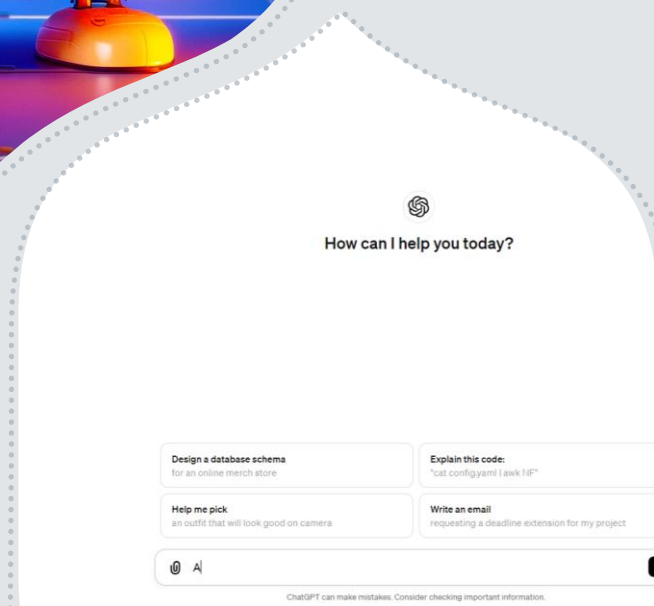 How can I help you today?
Design a database schema
for an online merch store
Explain this code:
"cat config.yaml | awk NF"
Help me pick
an outfit that will look good on camera
Write an email
requesting a deadline extension for my project
A
ChatGPT can make mistakes. Consider checking important information.